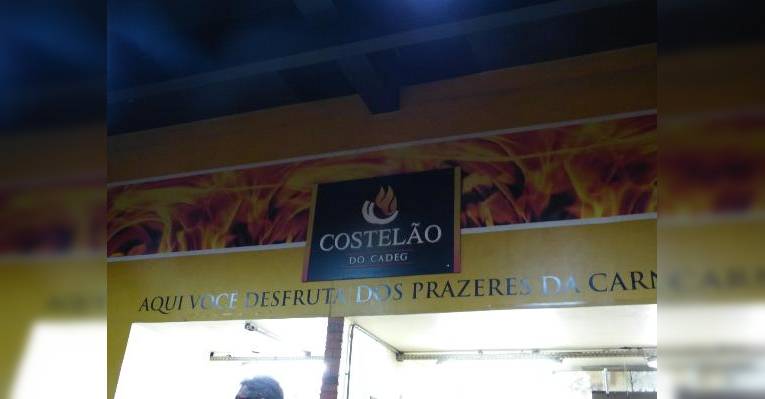 COSTELÃO
DO CADEG
AQUI VOCE DESFRUTA DOS PRAZERES DA CARN